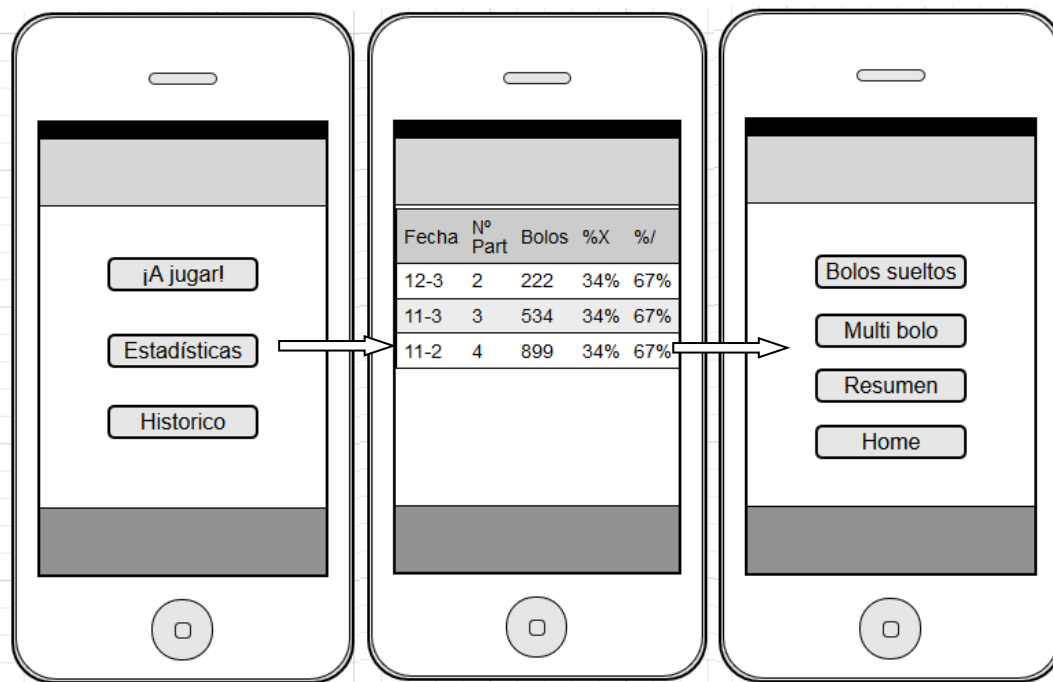 ¡A jugar!
Estadísticas
Historico
Fecha Nº Part Bolos %X %/
12-3 2 222 34% 67%
11-3 3 534 34% 67%
11-2 4 899 34% 67%
Bolos sueltos
Multi bolo
Resumen
Home